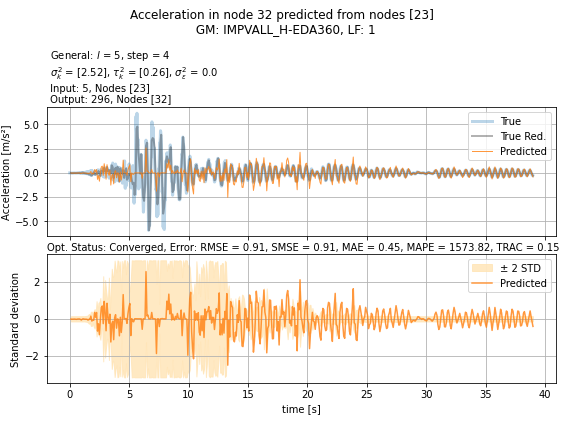 Acceleration in node 32 predicted from nodes [23]
GM: IMPVALL_H-EDA360, LF: 1
General: l = 5, step = 4
σ²ₖ = [2.52], τ²ₖ = [0.26], σ²ε = 0.0
Input: 5, Nodes [23]
Output: 296, Nodes [32]
Acceleration [m/s²]
5.0
2.5
0.0
−2.5
−5.0
True
True Red.
Predicted
Opt. Status: Converged, Error: RMSE = 0.91, SMSE = 0.91, MAE = 0.45, MAPE = 1573.82, TRAC = 0.15
Standard deviation
2
0
−2
± 2 STD
Predicted
0 5 10 15 20 25 30 35 40
time [s]